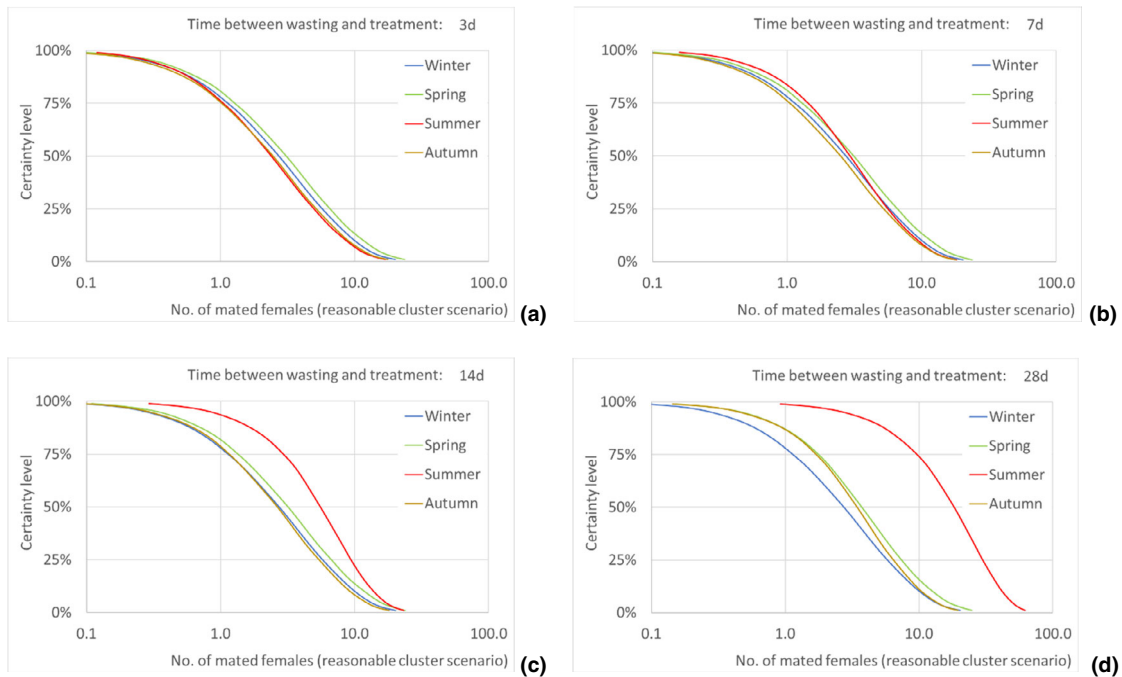 Time between wasting and treatment: 3d
100%
75%
50%
25%
0%
Certainty level
Winter
Spring
Summer
Autumn
0.1 1.0 10.0 100.0
No. of mated females (reasonable cluster scenario)
(a)
Time between wasting and treatment: 7d
100%
75%
50%
25%
0%
Certainty level
Winter
Spring
Summer
Autumn
0.1 1.0 10.0 100.0
No. of mated females (reasonable cluster scenario)
(b)
Time between wasting and treatment: 14d
100%
75%
50%
25%
0%
Certainty level
Winter
Spring
Summer
Autumn
0.1 1.0 10.0 100.0
No. of mated females (reasonable cluster scenario)
(c)
Time between wasting and treatment: 28d
100%
75%
50%
25%
0%
Certainty level
Winter
Spring
Summer
Autumn
0.1 1.0 10.0 100.0
No. of mated females (reasonable cluster scenario)
(d)